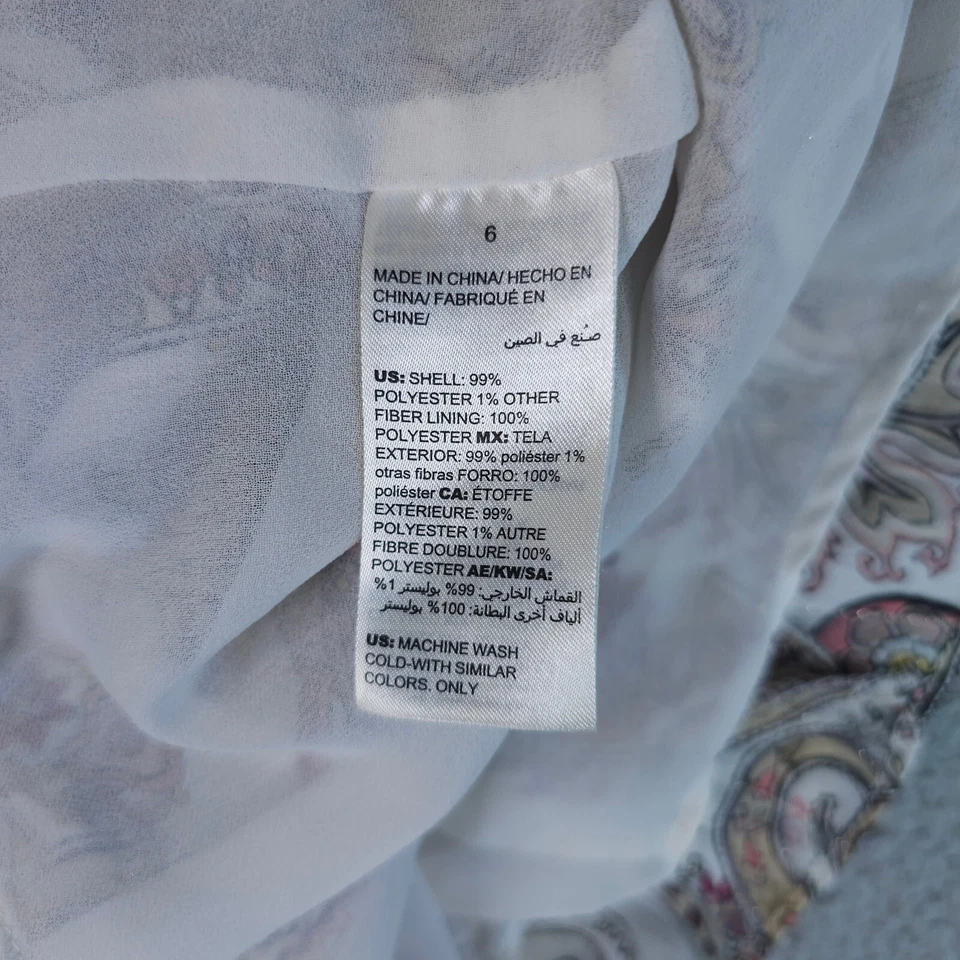 6
MADE IN CHINA/ HECHO EN
CHINA/ FABRIQUÉ EN
CHINE/
صُنع في الصين
US: SHELL: 99%
POLYESTER 1% OTHER
FIBER LINING: 100%
POLYESTER MX: TELA
EXTERIOR: 99% poliéster 1%
otras fibras FORRO: 100%
poliéster CA: ÉTOFFE
EXTÉRIEURE: 99%
POLYESTER 1% AUTRE
FIBRE DOUBLURE: 100%
POLYESTER AE/KW/SA:
القماش الخارجي: 99% بوليستر 1%
ألياف أخرى البطانة: 100% بوليستر
US: MACHINE WASH
COLD-WITH SIMILAR
COLORS. ONLY